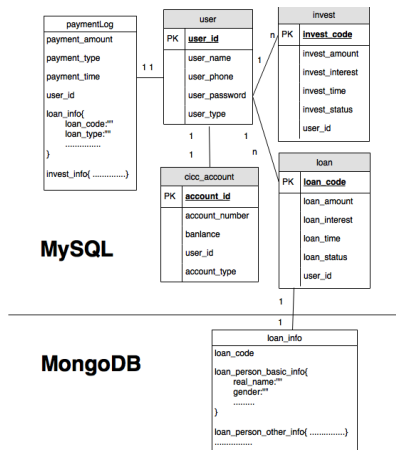 paymentLog
payment_amount
payment_type
payment_time
user_id
loan_info{
loan_code:""
loan_type:""
...............
}
invest_info{ ..............}
1 1
user
PK user_id
user_name
user_phone
user_password
user_type
1
n
invest
PK invest_code
invest_amount
invest_interest
invest_time
invest_status
user_id
1
1
1
n
cicc_account
PK account_id
account_number
banlance
user_id
account_type
loan
PK loan_code
loan_amount
loan_interest
loan_time
loan_status
user_id
MySQL
1
1
MongoDB
loan_info
loan_code
loan_person_basic_info{
real_name:""
gender:""
.........
}
loan_person_other_info{ ...............}
................